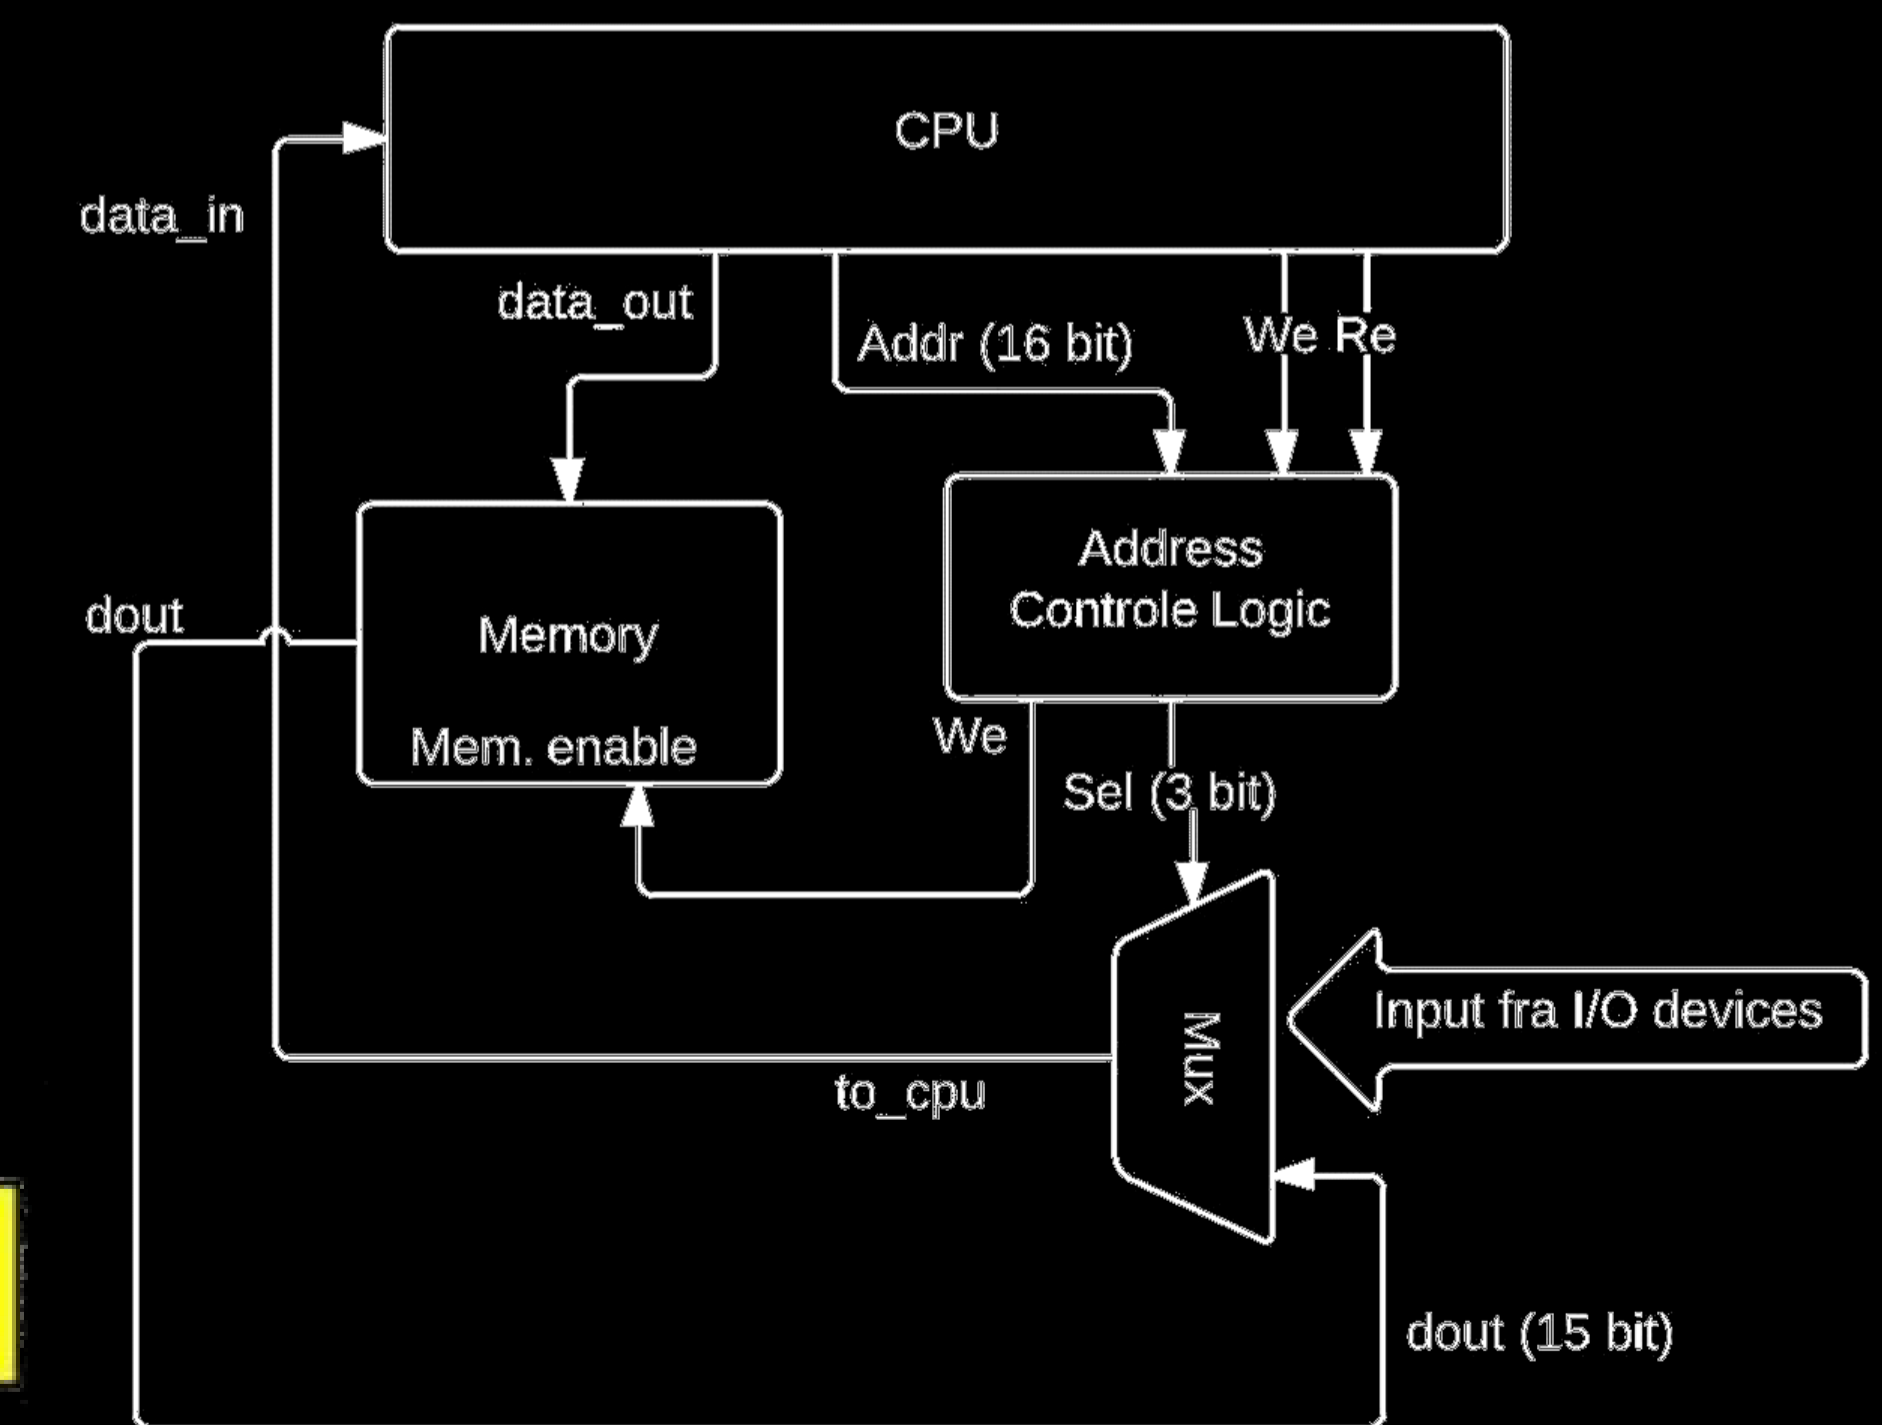 CPU
data_in
data_out
Addr (16 bit)
We Re
Address
Controle Logic
dout
Memory
Mem. enable
We
Sel (3 bit)
Mux
Input fra I/O devices
to_cpu
dout (15 bit)